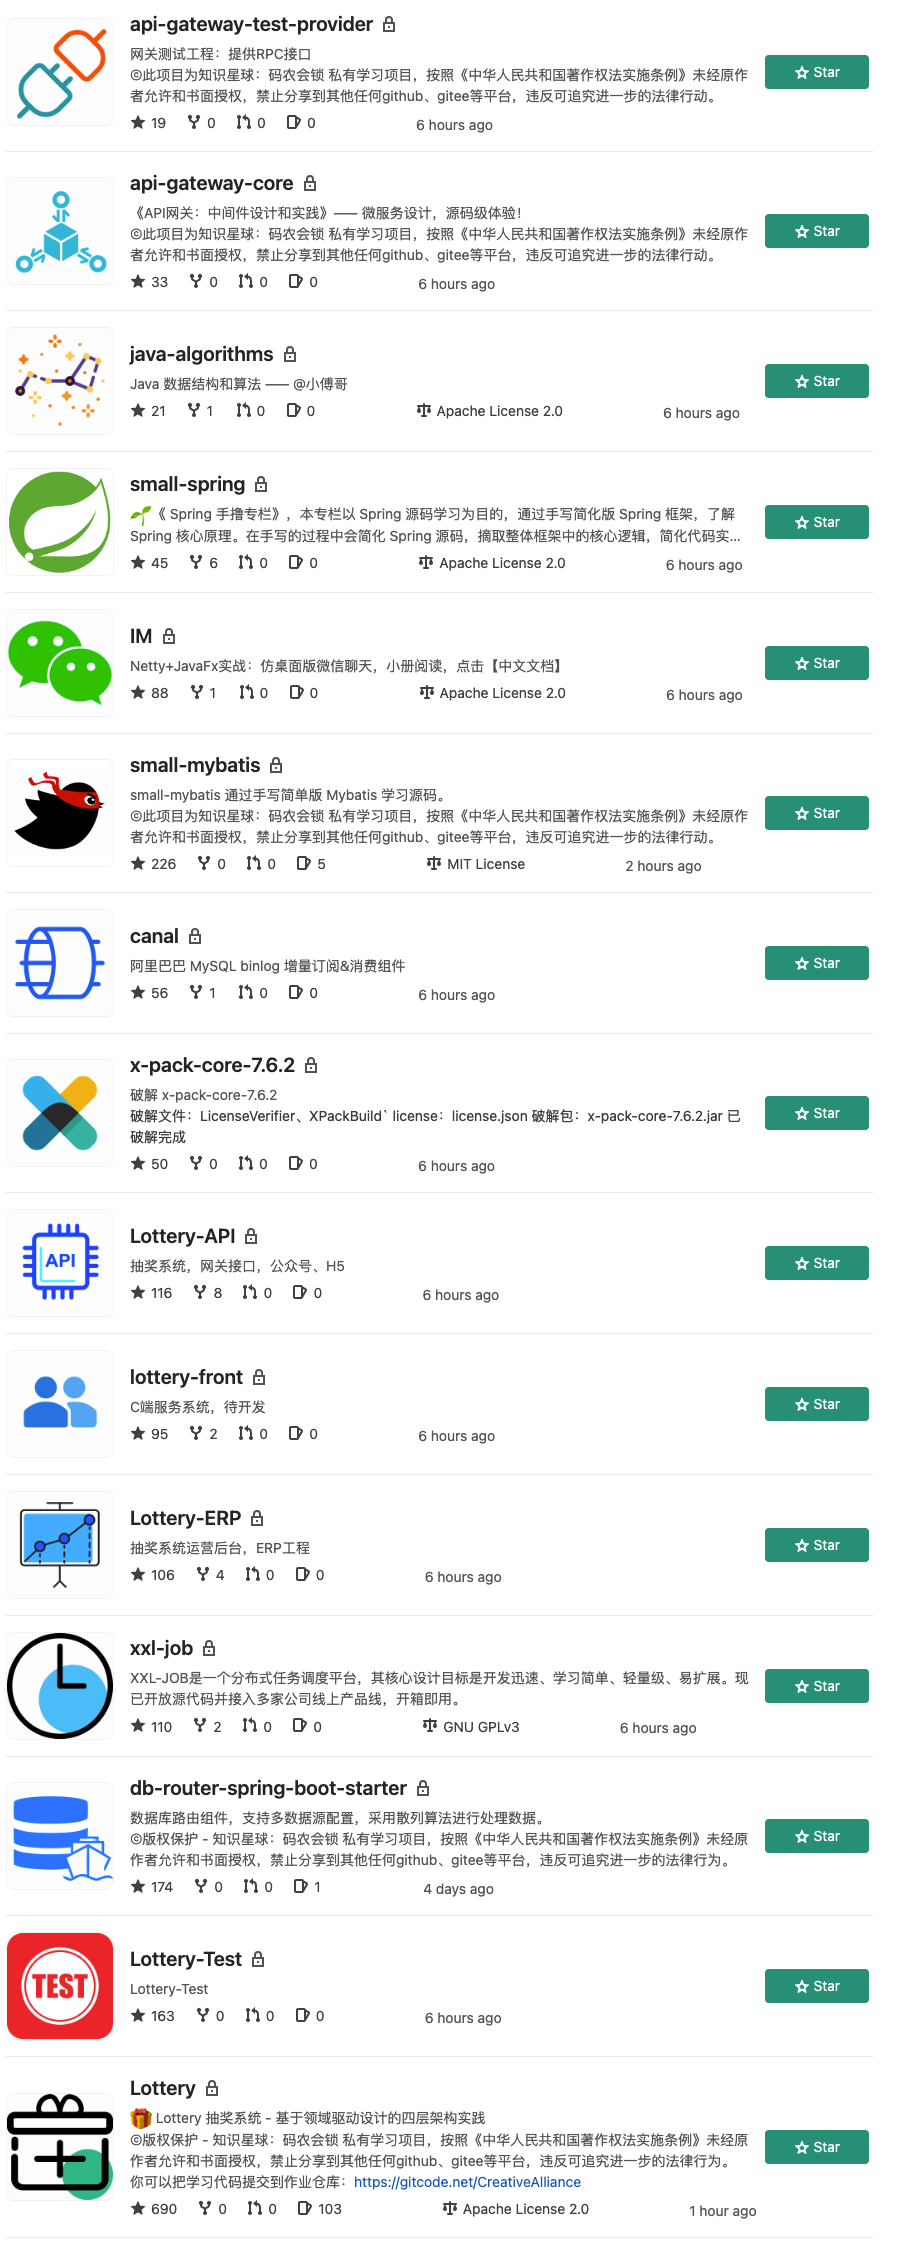 api-gateway-test-provider
网关测试工程：提供RPC接口
©此项目为知识星球：码农会锁 私有学习项目，按照《中华人民共和国著作权法实施条例》未经原作
者允许和书面授权，禁止分享到其他任何github、gitee等平台，违反可追究进一步的法律行动。
Star
19 0 0 0 6 hours ago
api-gateway-core
《API网关：中间件设计和实践》—— 微服务设计，源码级体验！
©此项目为知识星球：码农会锁 私有学习项目，按照《中华人民共和国著作权法实施条例》未经原作
者允许和书面授权，禁止分享到其他任何github、gitee等平台，违反可追究进一步的法律行动。
Star
33 0 0 0 6 hours ago
java-algorithms
Java 数据结构和算法 —— @小傅哥
Star
21 1 0 0 Apache License 2.0 6 hours ago
small-spring
《 Spring 手撸专栏》，本专栏以 Spring 源码学习为目的，通过手写简化版 Spring 框架，了解
Spring 核心原理。在手写的过程中会简化 Spring 源码，摘取整体框架中的核心逻辑，简化代码实...
Star
45 6 0 0 Apache License 2.0 6 hours ago
IM
Netty+JavaFx实战：仿桌面版微信聊天，小册阅读，点击【中文文档】
Star
88 1 0 0 Apache License 2.0 6 hours ago
small-mybatis
small-mybatis 通过手写简单版 Mybatis 学习源码。
©此项目为知识星球：码农会锁 私有学习项目，按照《中华人民共和国著作权法实施条例》未经原作
者允许和书面授权，禁止分享到其他任何github、gitee等平台，违反可追究进一步的法律行动。
Star
226 0 0 5 MIT License 2 hours ago
canal
阿里巴巴 MySQL binlog 增量订阅&消费组件
Star
56 1 0 0 6 hours ago
x-pack-core-7.6.2
破解 x-pack-core-7.6.2
破解文件：LicenseVerifier、XPackBuild` license：license.json 破解包：x-pack-core-7.6.2.jar 已
破解完成
Star
50 0 0 0 6 hours ago
API
Lottery-API
抽奖系统，网关接口，公众号、H5
Star
116 8 0 0 6 hours ago
lottery-front
C端服务系统，待开发
Star
95 2 0 0 6 hours ago
Lottery-ERP
抽奖系统运营后台，ERP工程
Star
106 4 0 0 6 hours ago
xxl-job
XXL-JOB是一个分布式任务调度平台，其核心设计目标是开发迅速、学习简单、轻量级、易扩展。现
已开放源代码并接入多家公司线上产品线，开箱即用。
Star
110 2 0 0 GNU GPLv3 6 hours ago
db-router-spring-boot-starter
数据库路由组件，支持多数据源配置，采用散列算法进行处理数据。
©版权保护 - 知识星球：码农会锁 私有学习项目，按照《中华人民共和国著作权法实施条例》未经原
作者允许和书面授权，禁止分享到其他任何github、gitee等平台，违反可追究进一步的法律行为。
Star
174 0 0 1 4 days ago
TEST
Lottery-Test
Lottery-Test
Star
163 0 0 0 6 hours ago
Lottery
Lottery 抽奖系统 - 基于领域驱动设计的四层架构实践
©版权保护 - 知识星球：码农会锁 私有学习项目，按照《中华人民共和国著作权法实施条例》未经原
作者允许和书面授权，禁止分享到其他任何github、gitee等平台，违反可追究进一步的法律行为。
你可以把学习代码提交到作业仓库：https://gitcode.net/CreativeAlliance
Star
690 0 0 103 Apache License 2.0 1 hour ago